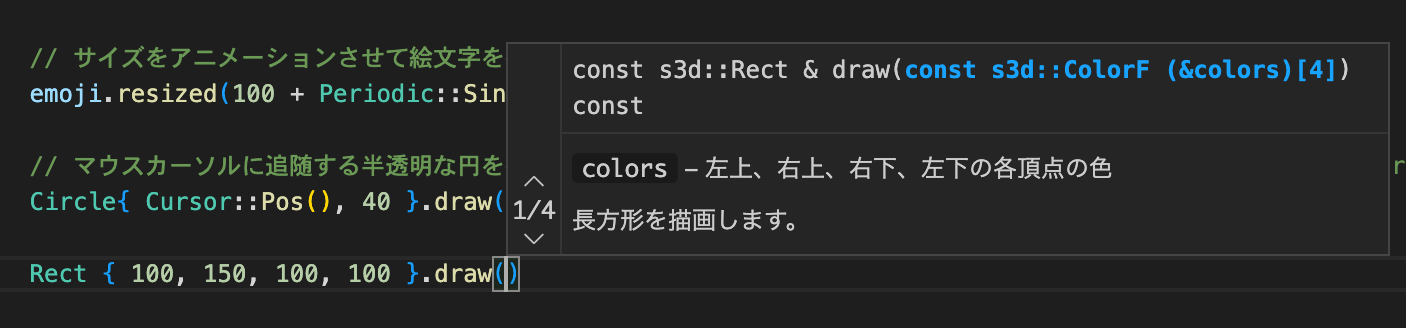 // サイズをアニメーションさせて絵文字を
emoji.resized(100 + Periodic::Sin
// マウスカーソルに追随する半透明な円を
Circle{ Cursor::Pos(), 40 }.draw(
Rect { 100, 150, 100, 100 }.draw()
const s3d::Rect & draw(const s3d::ColorF (&colors)[4])
const
colors – 左上、右上、右下、左下の各頂点の色
1/4
長方形を描画します。
r